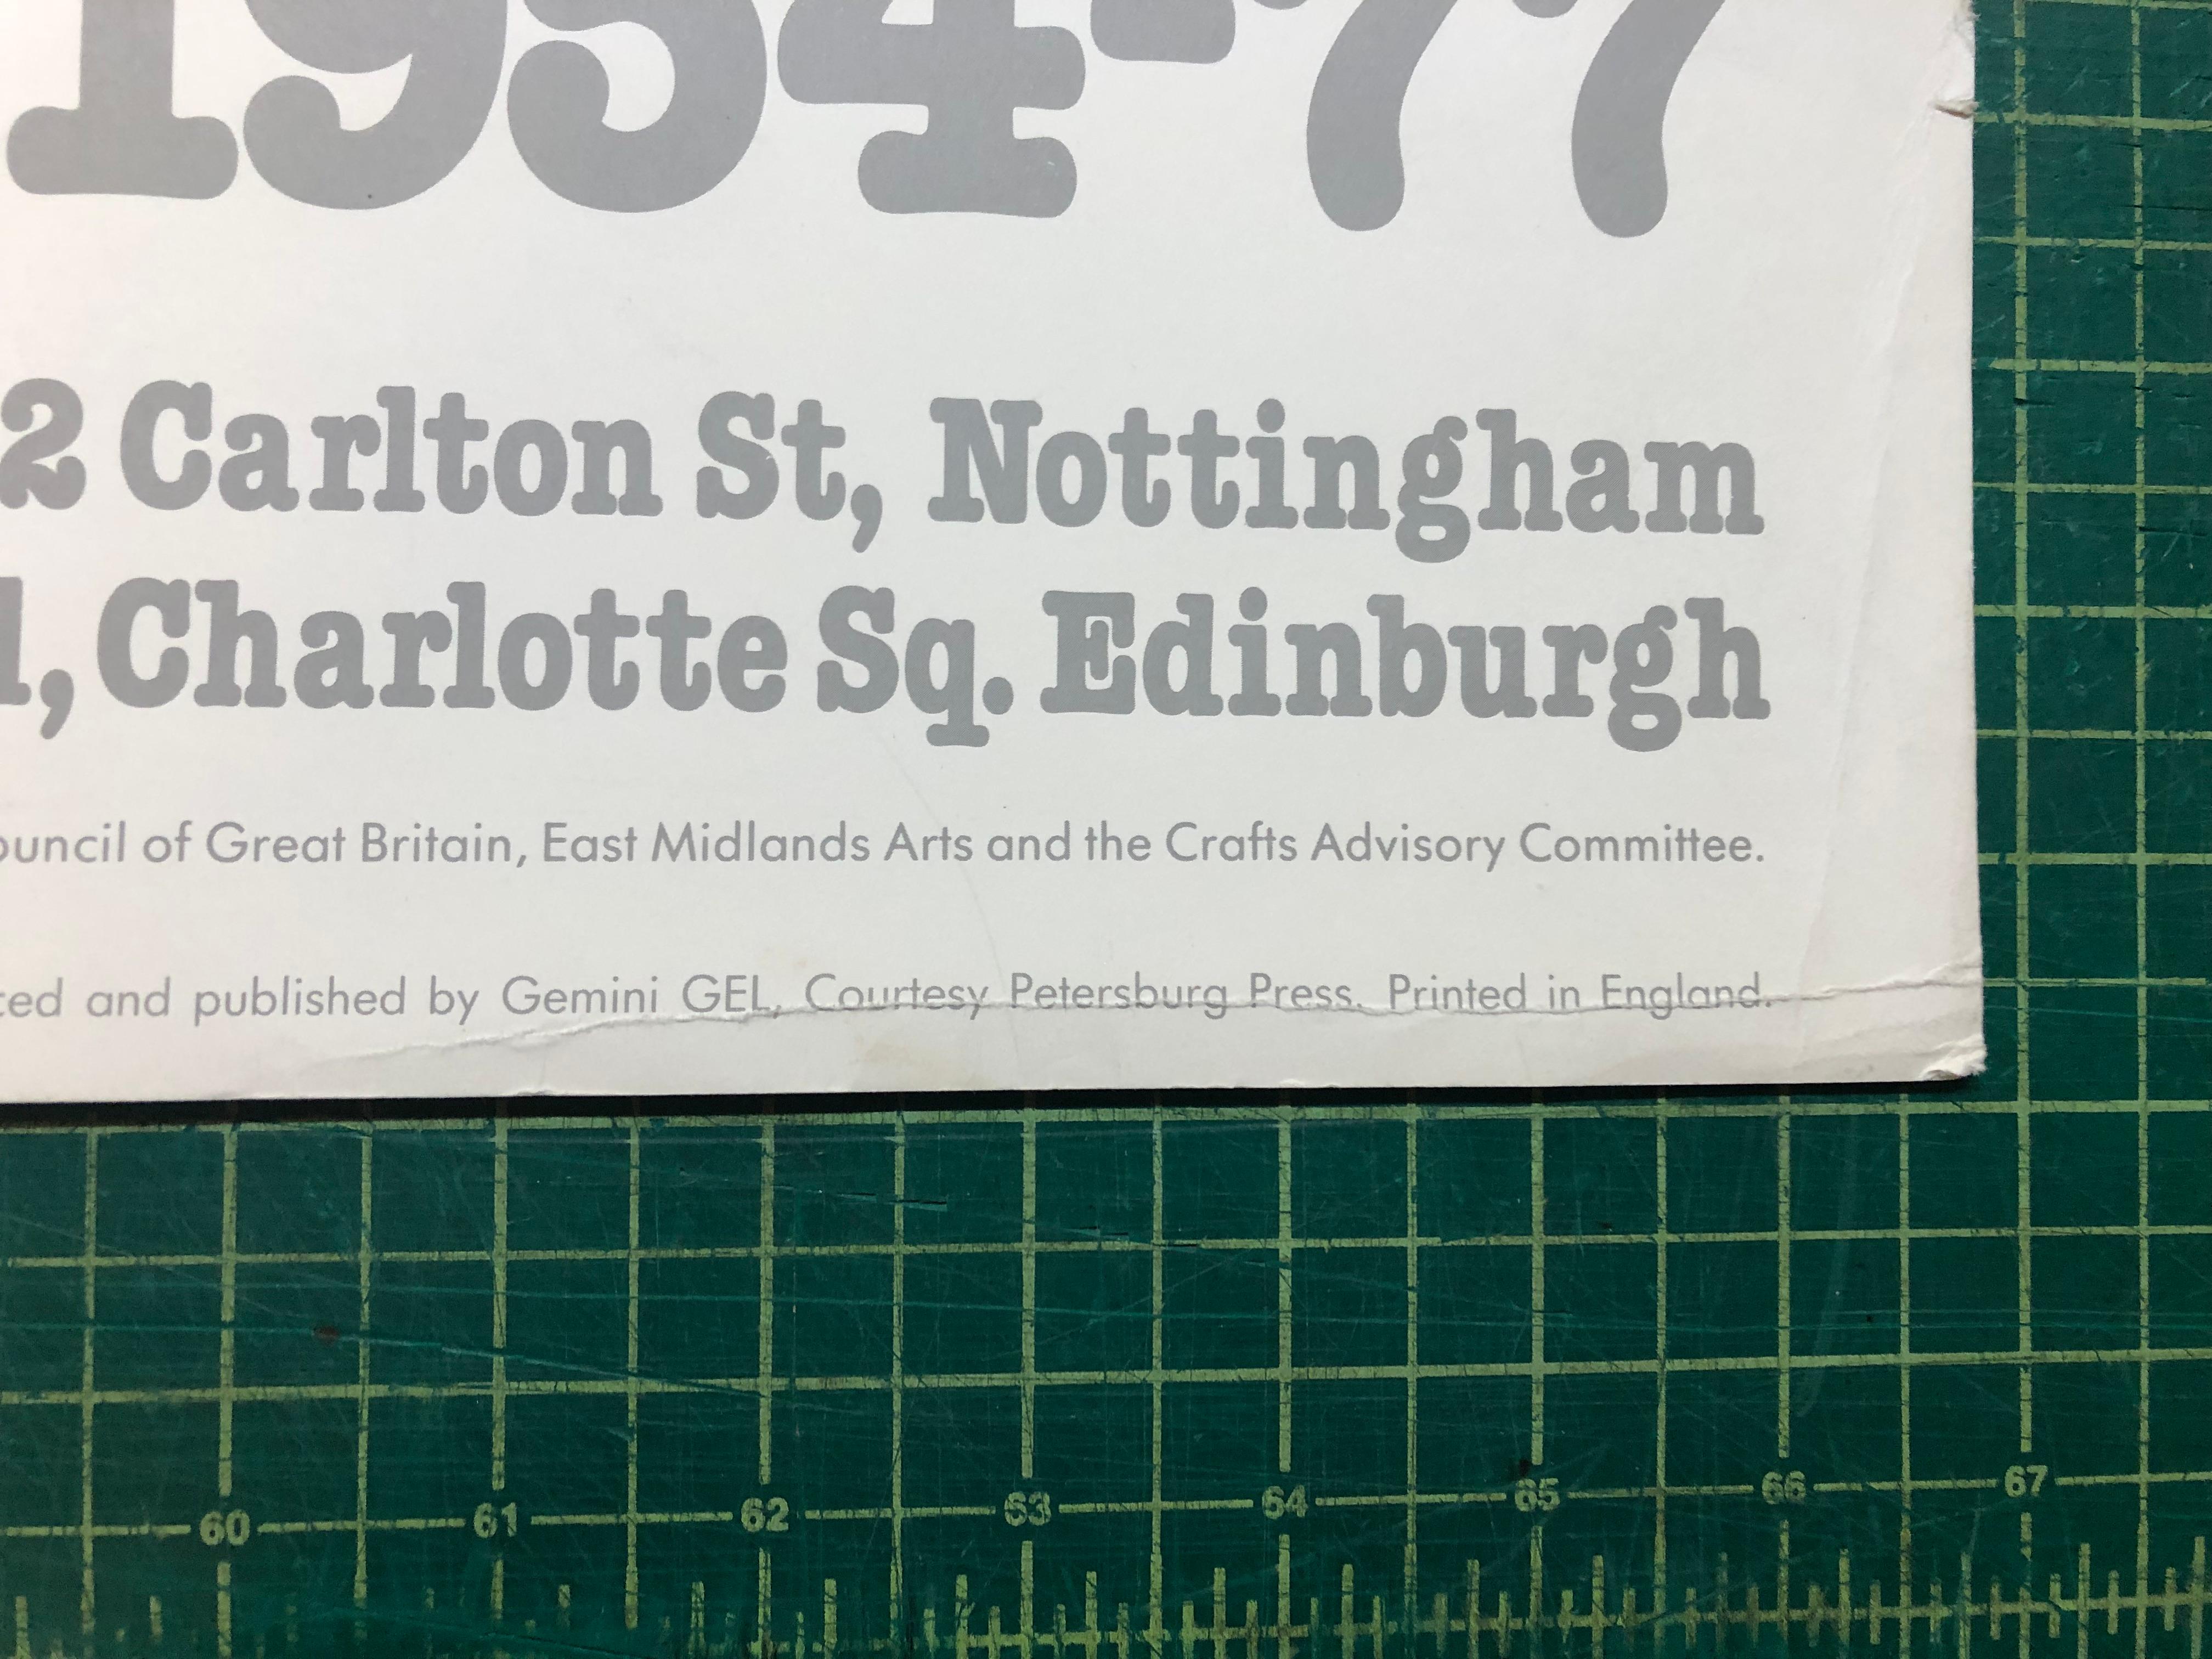 1954-77
2 Carlton St, Nottingham
, Charlotte Sq. Edinburgh
ouncil of Great Britain, East Midlands Arts and the Crafts Advisory Committee.
ted and published by Gemini GEL, Courtesy Petersburg Press. Printed in England.
60 61 62 63 64 65 66 67